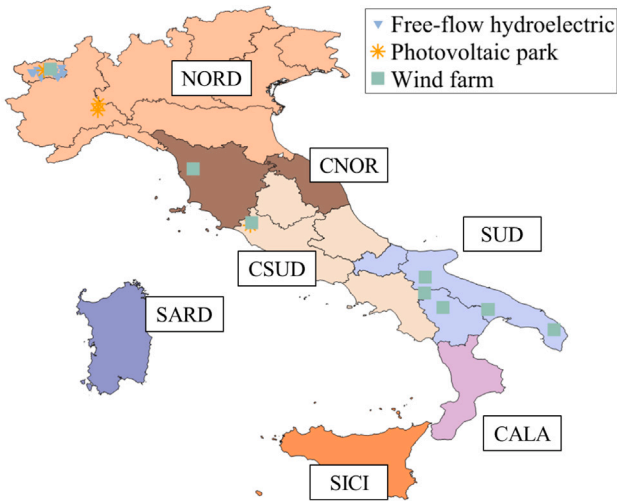 Free-flow hydroelectric
Photovoltaic park
Wind farm
NORD
CNOR
SUD
CSUD
SARD
CALA
SICI